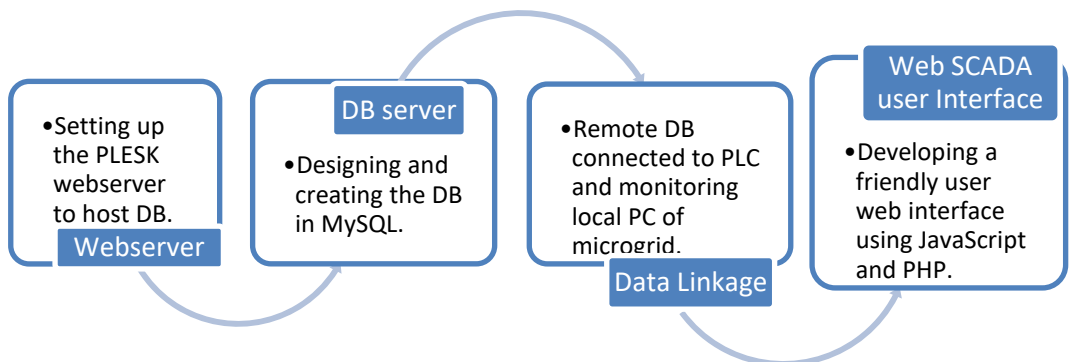 •Setting up
the PLESK
webserver
to host DB.
Webserver
DB server
•Designing and
creating the DB
in MySQL.
•Remote DB
connected to PLC
and monitoring
local PC of
microgrid.
Data Linkage
Web SCADA
user Interface
•Developing a
friendly user
web interface
using JavaScript
and PHP.